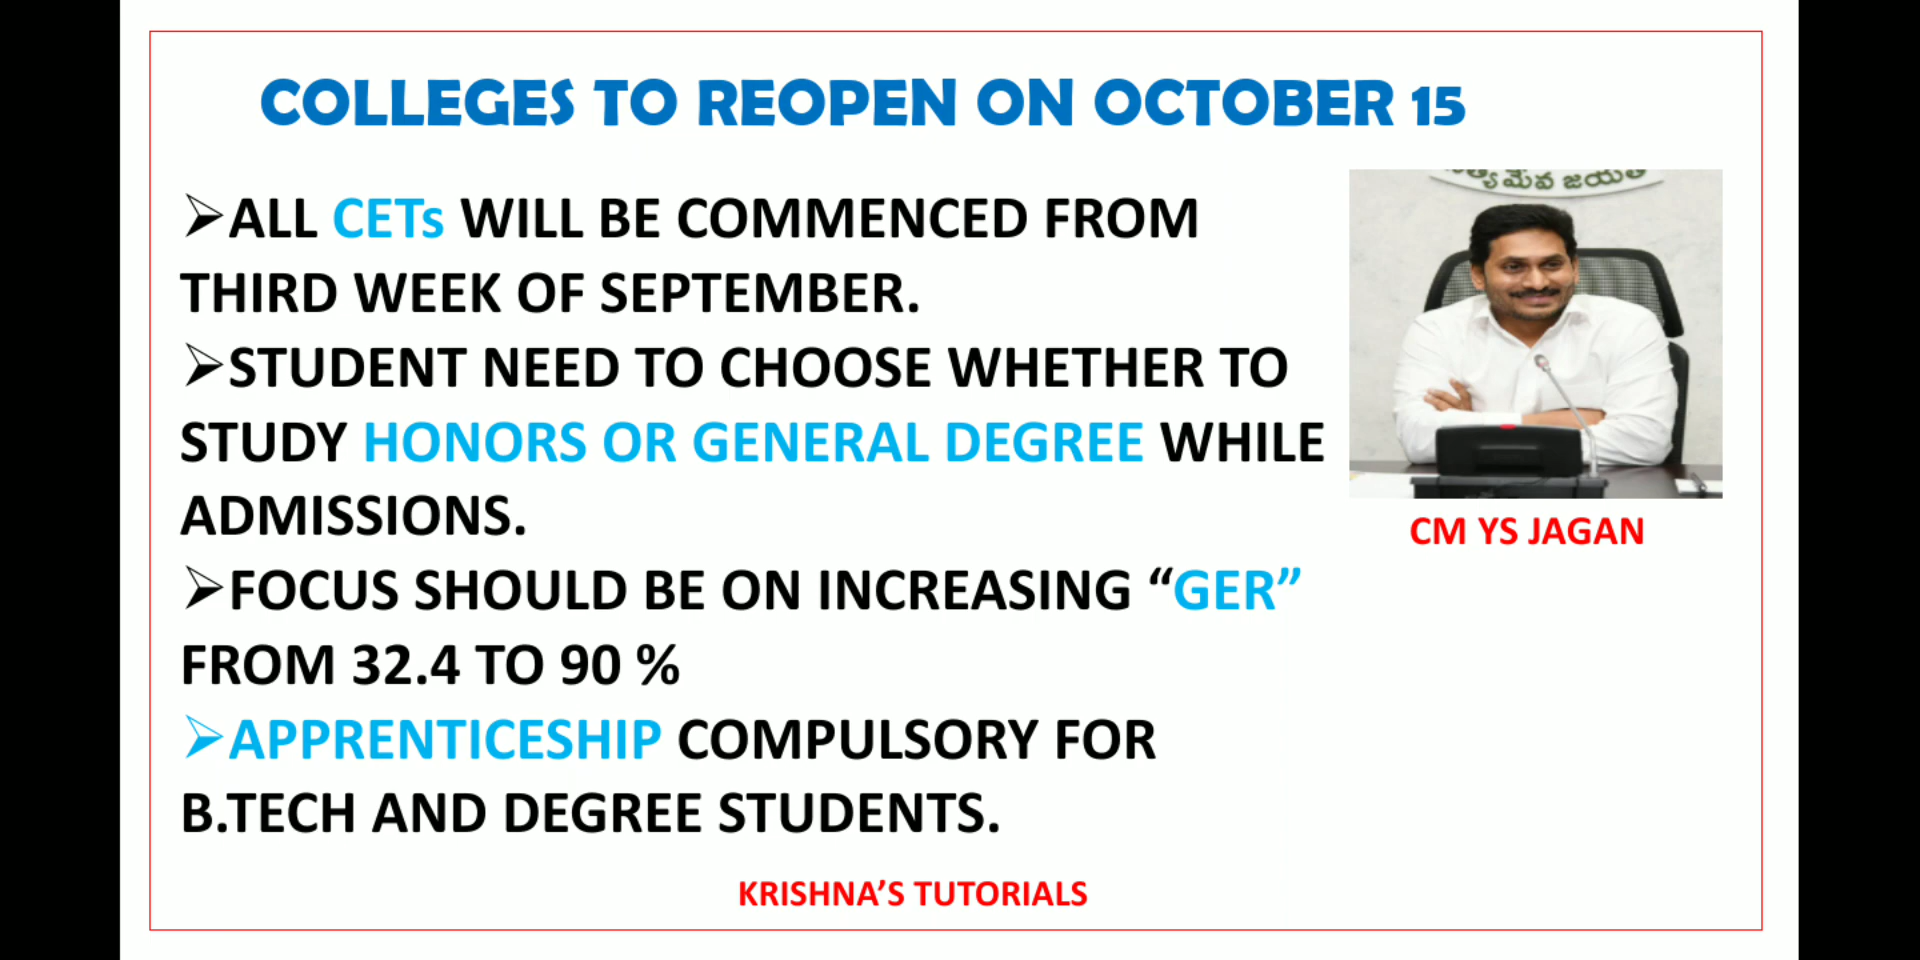 COLLEGES TO REOPEN ON OCTOBER 15
➢ALL CETs WILL BE COMMENCED FROM
THIRD WEEK OF SEPTEMBER.
➢STUDENT NEED TO CHOOSE WHETHER TO
STUDY HONORS OR GENERAL DEGREE WHILE
ADMISSIONS.
➢FOCUS SHOULD BE ON INCREASING “GER”
FROM 32.4 TO 90 %
➢APPRENTICESHIP COMPULSORY FOR
B.TECH AND DEGREE STUDENTS.
జయతే
CM YS JAGAN
KRISHNA’S TUTORIALS